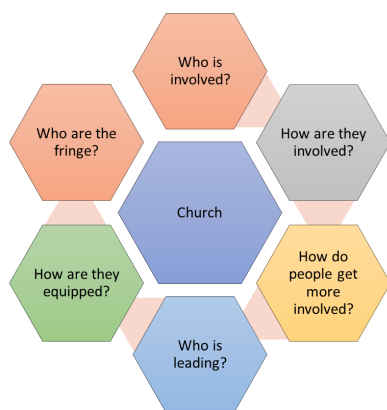 Who is
involved?
How are they
involved?
How do
people get
more
involved?
Who is
leading?
How are they
equipped?
Who are the
fringe?
Church